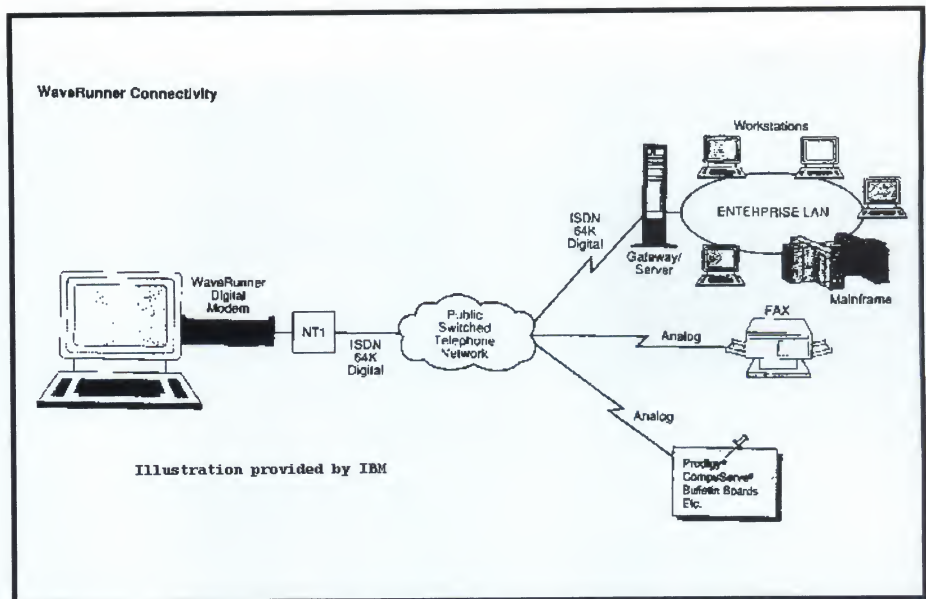 WaveRunner Connectivity
Workstations
ENTERPRISE LAN
ISDN
64K
Digital
Gateway/
Server
Mainframe
WaveRunner
Digital
Modem
NT1
ISDN
64K
Digital
Public
Switched
Telephone
Network
Analog
FAX
Analog
Prodigy*
CompuServe*
Bulletin Boards
Etc.
Illustration provided by IBM